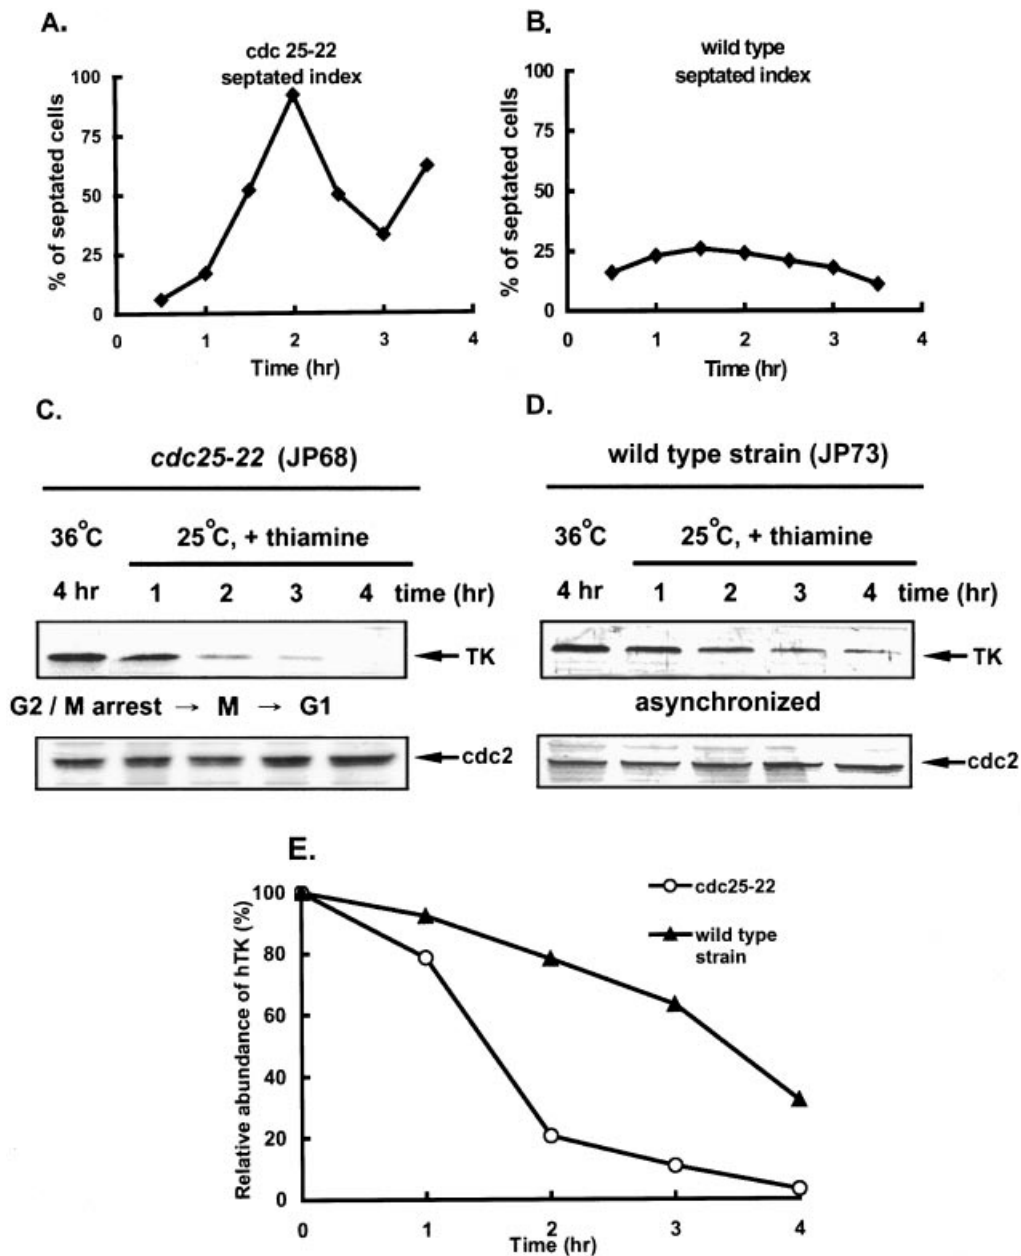 A.
cdc 25-22
septated index
100
75
50
25
0
% of septated cells
0 1 2 3 4
Time (hr)
B.
wild type
septated index
100
75
50
25
0
% of septated cells
0 1 2 3 4
Time (hr)
C.
cdc25-22 (JP68)
36°C 25°C, + thiamine
4 hr 1 2 3 4 time (hr)
TK
G2 / M arrest → M → G1
cdc2
D.
wild type strain (JP73)
36°C 25°C, + thiamine
4 hr 1 2 3 4 time (hr)
TK
asynchronized
cdc2
E.
cdc25-22
wild type
strain
100
80
60
40
20
0
Relative abundance of hTK (%)
0 1 2 3 4
Time (hr)